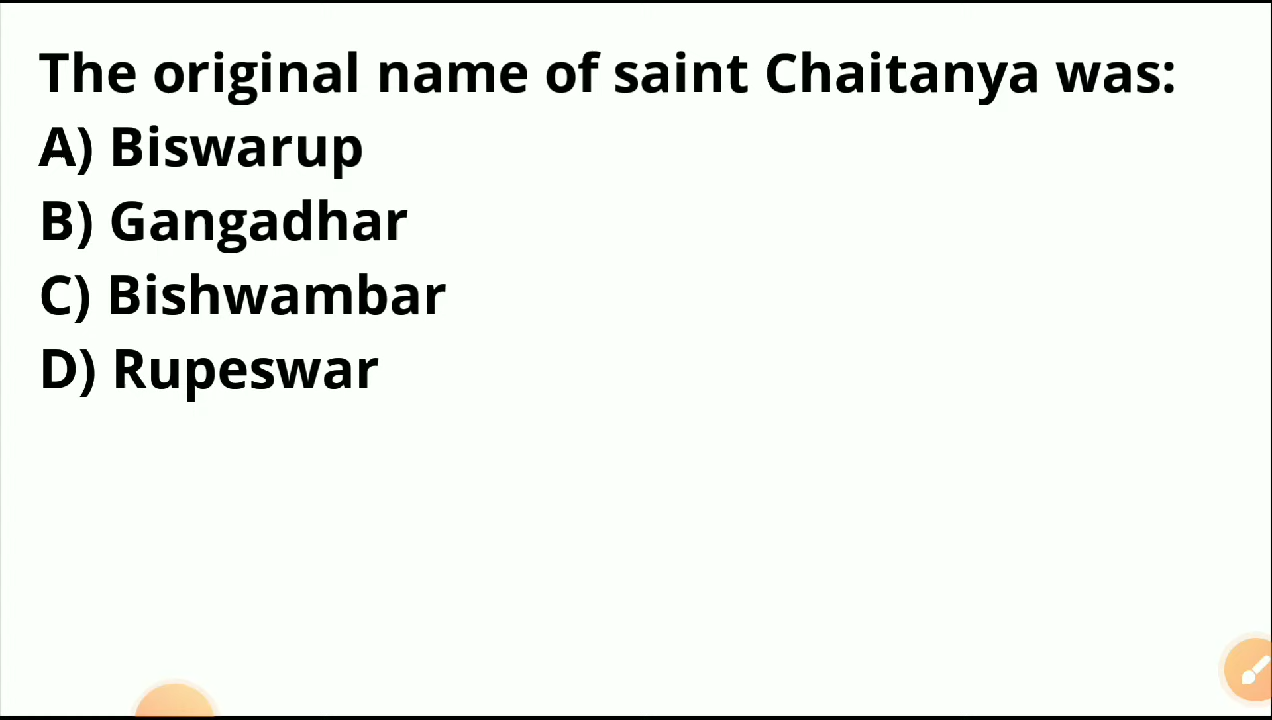 The original name of saint Chaitanya was:
A) Biswarup
B) Gangadhar
C) Bishwambar
D) Rupeswar